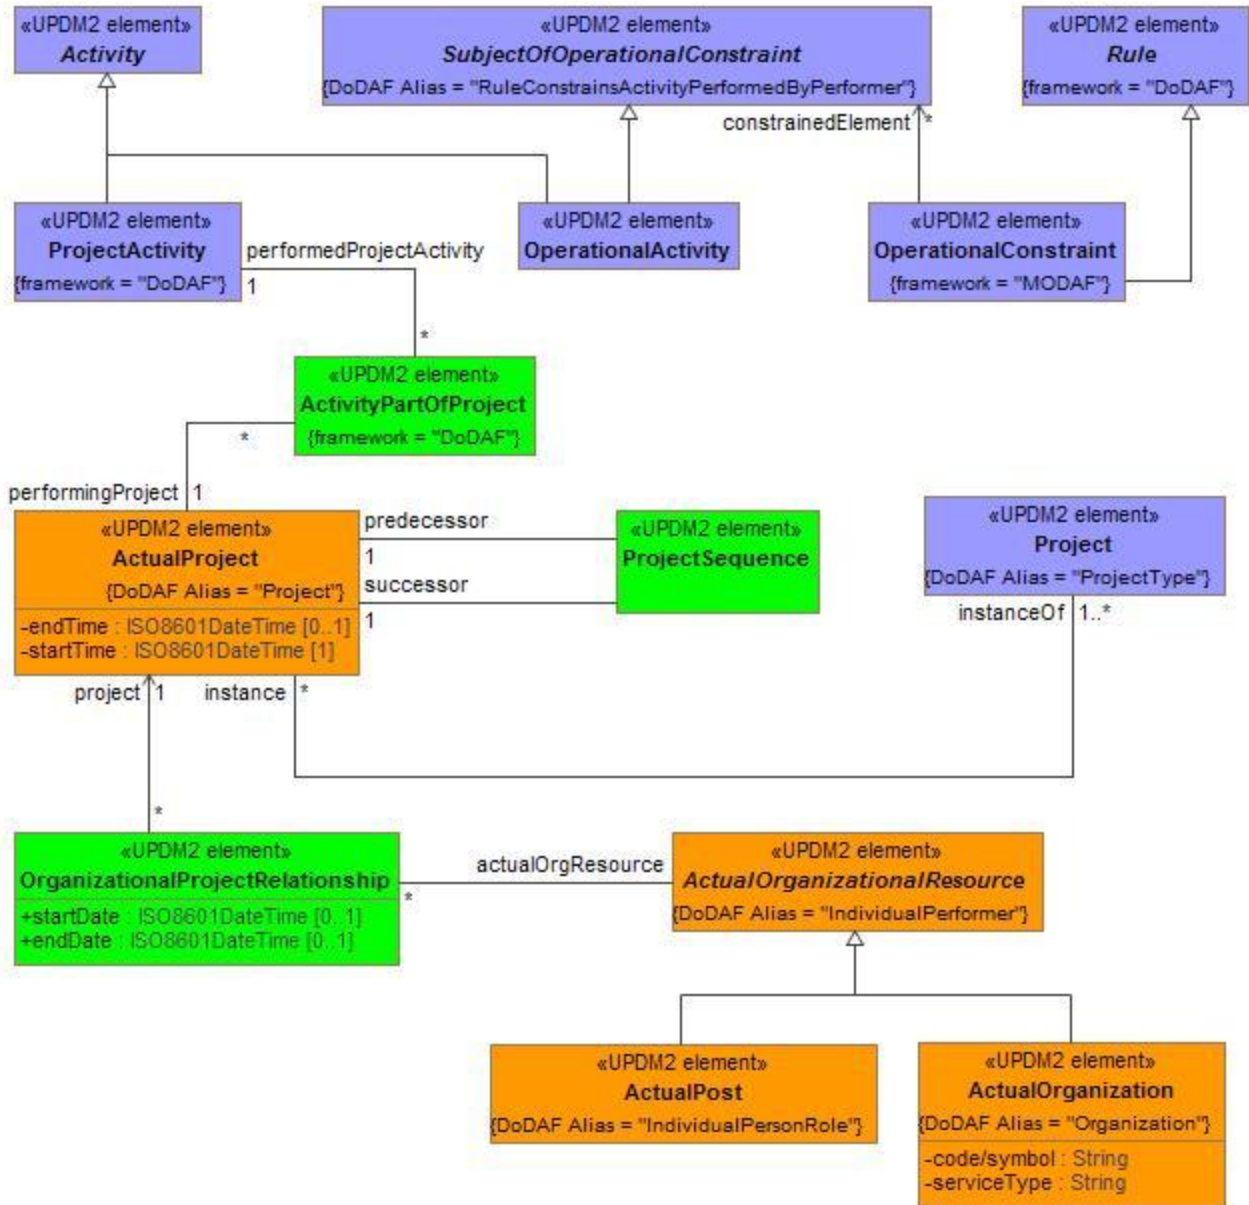 «UPDM2 element»
Activity
«UPDM2 element»
SubjectOfOperationalConstraint
{DoDAF Alias = "RuleConstrainsActivityPerformedByPerformer"}
«UPDM2 element»
Rule
{framework = "DoDAF"}
constrainedElement
*
«UPDM2 element»
ProjectActivity
{framework = "DoDAF"}
performedProjectActivity
1
«UPDM2 element»
OperationalActivity
«UPDM2 element»
OperationalConstraint
{framework = "MODAF"}
*
«UPDM2 element»
ActivityPartOfProject
{framework = "DoDAF"}
*
performingProject
1
«UPDM2 element»
ActualProject
{DoDAF Alias = "Project"}
-endTime : ISO8601DateTime [0..1]
-startTime : ISO8601DateTime [1]
predecessor
1
successor
1
«UPDM2 element»
ProjectSequence
«UPDM2 element»
Project
{DoDAF Alias = "ProjectType"}
instanceOf
1..*
project
1
instance
*
*
«UPDM2 element»
OrganizationalProjectRelationship
+startDate : ISO8601DateTime [0..1]
+endDate : ISO8601DateTime [0..1]
actualOrgResource
*
«UPDM2 element»
ActualOrganizationalResource
{DoDAF Alias = "IndividualPerformer"}
«UPDM2 element»
ActualPost
{DoDAF Alias = "IndividualPersonRole"}
«UPDM2 element»
ActualOrganization
{DoDAF Alias = "Organization"}
-code/symbol : String
-serviceType : String